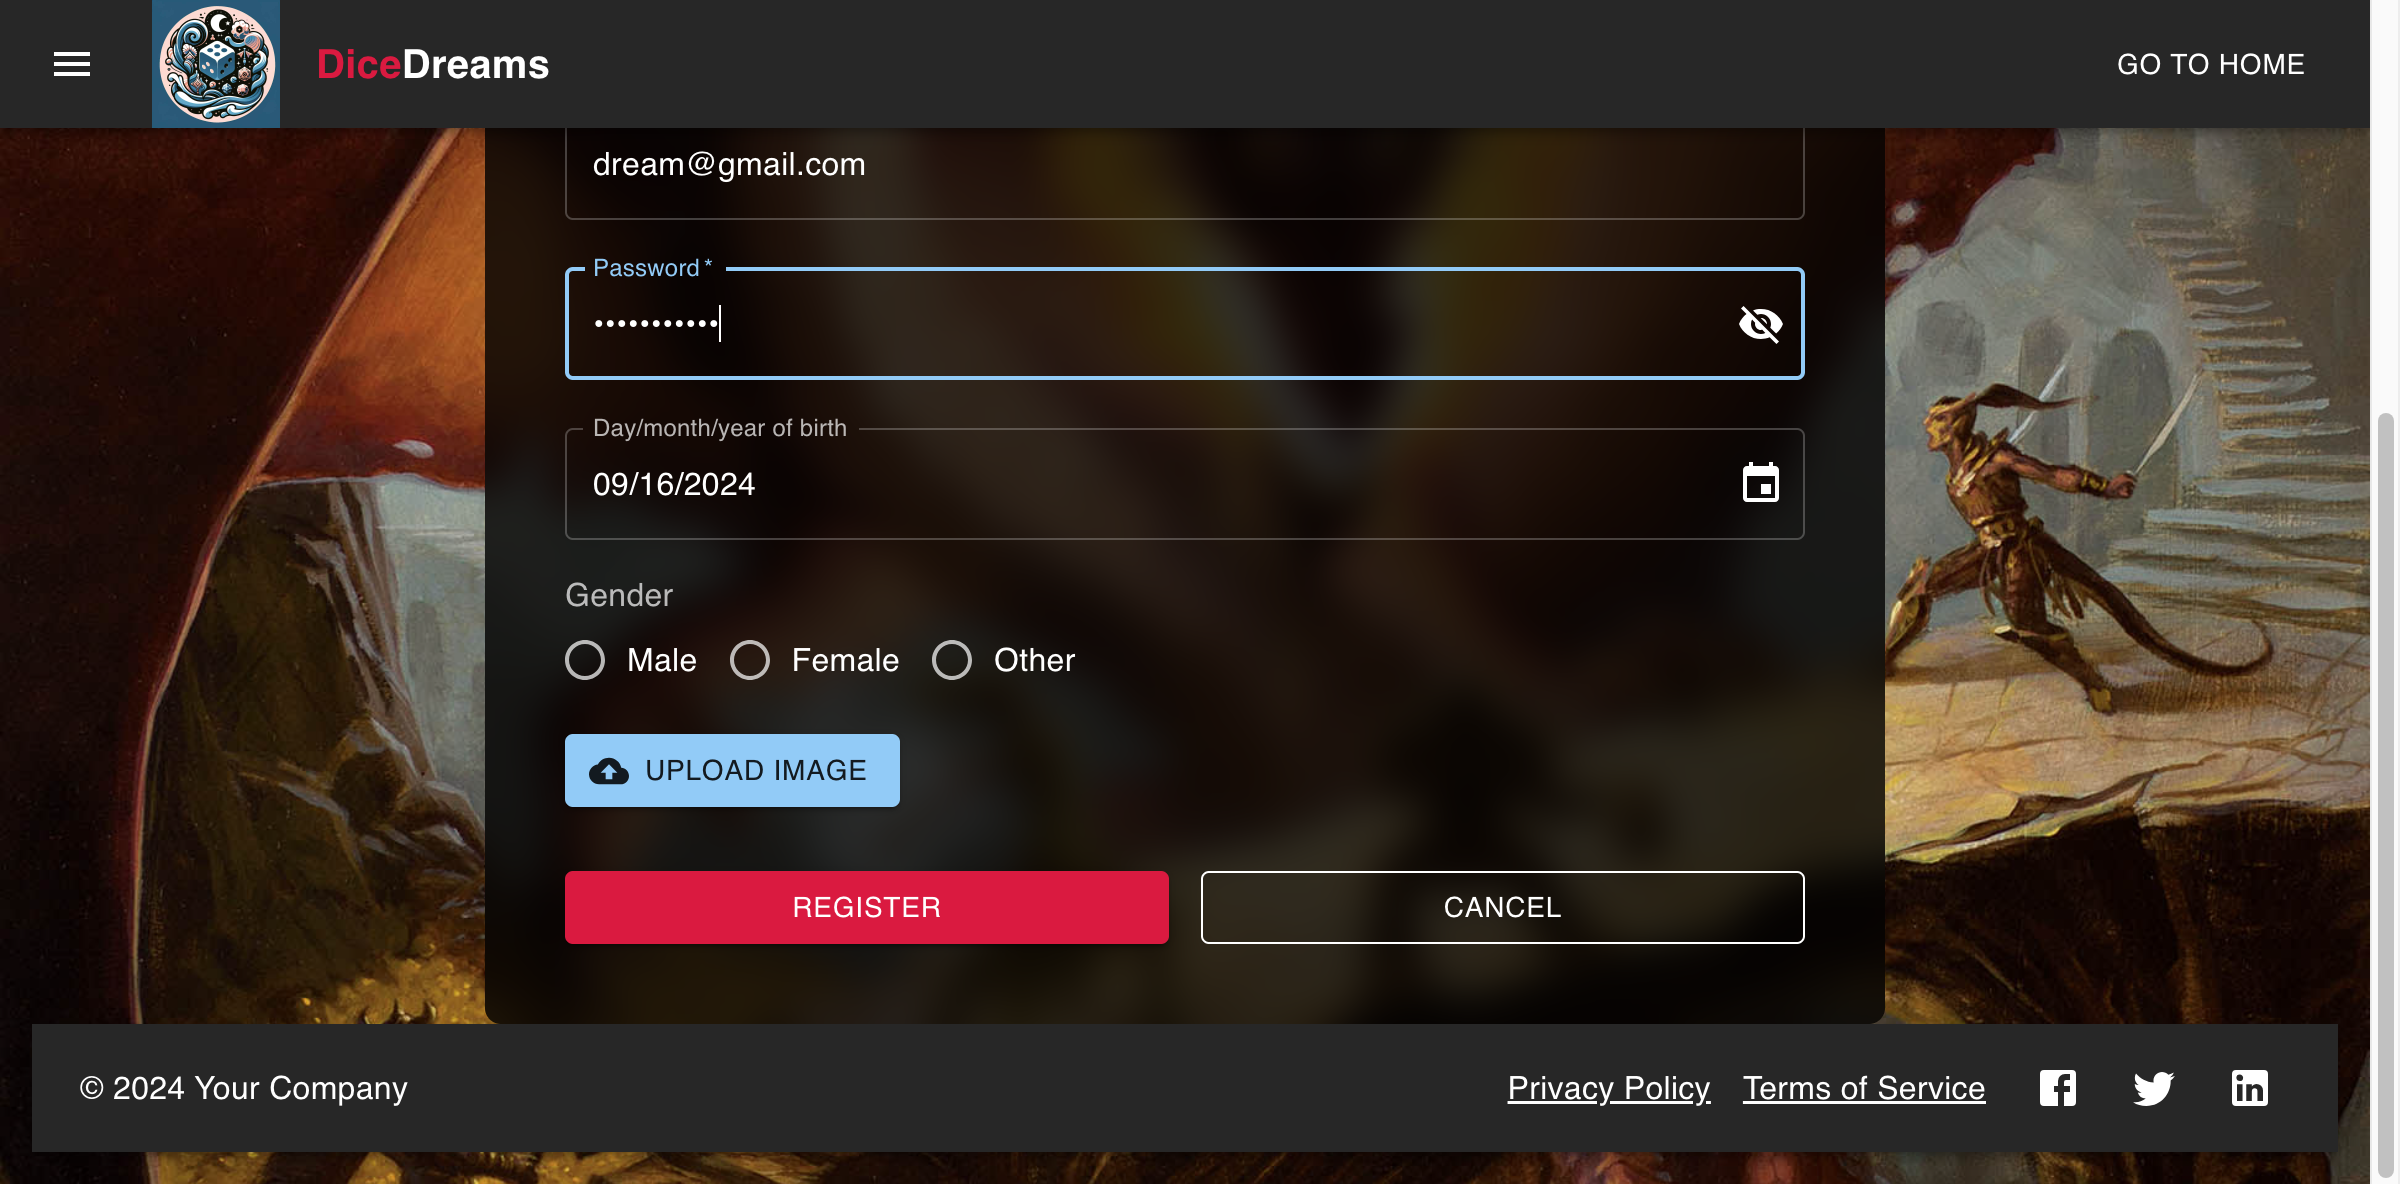 DiceDreams
GO TO HOME
dream@gmail.com
Password *
•••••••••••
Day/month/year of birth
09/16/2024
Gender
Male Female Other
UPLOAD IMAGE
REGISTER CANCEL
© 2024 Your Company Privacy Policy Terms of Service